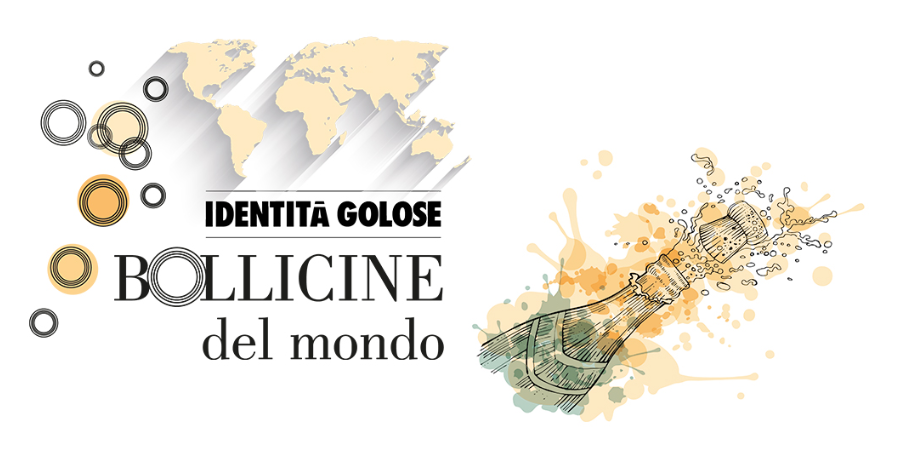 IDENTITÀ GOLOSE
BOLLICINE
del mondo